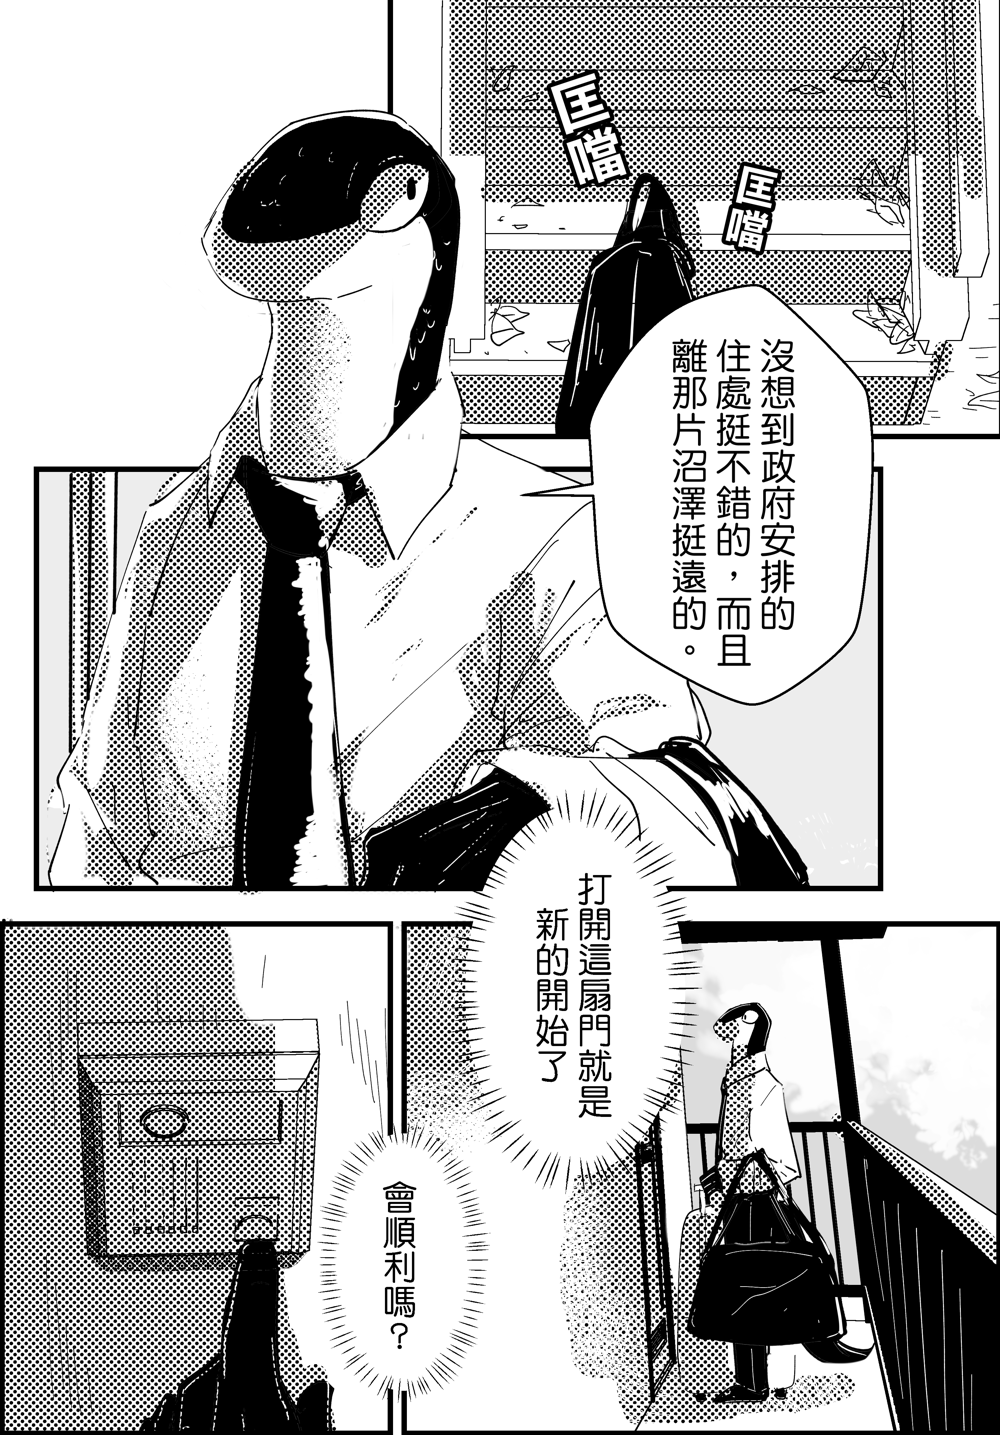 匡噹
匡噹
沒想到政府安排的
住處挺不錯的，而且
離那片沼澤挺遠的。
打開這扇門就是
新的開始了
會順利嗎？